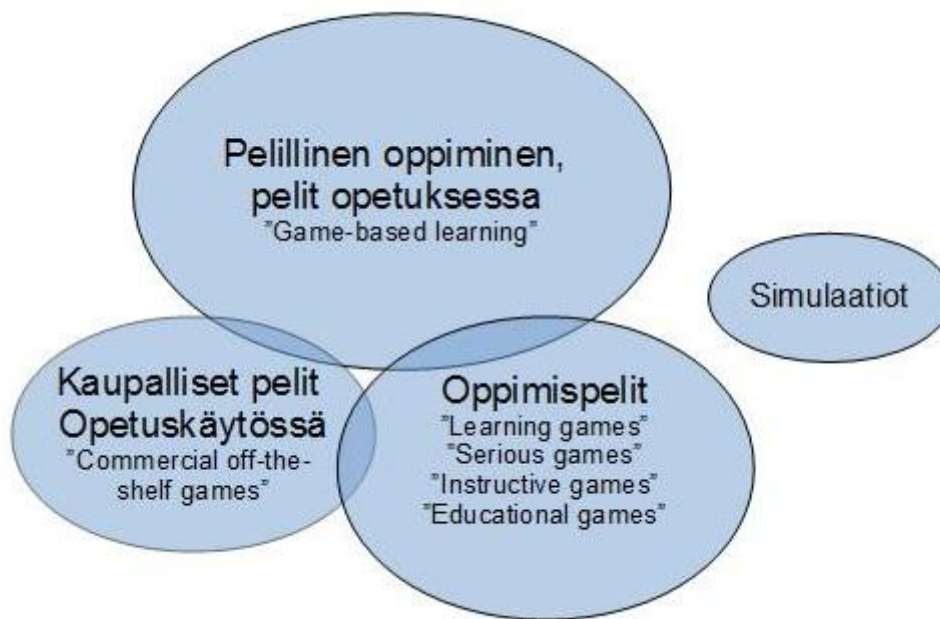 Pelillinen oppiminen,
pelit opetuksessa
”Game-based learning”
Simulaatiot
Kaupalliset pelit
Opetuskäytössä
”Commercial off-the-
shelf games”
Oppimispelit
”Learning games”
”Serious games”
”Instructive games”
”Educational games”